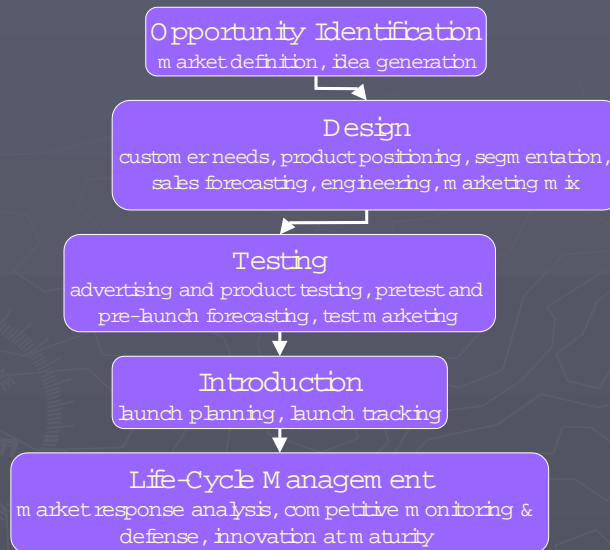 Opportunity Identification
market definition, idea generation
Design
customer needs, product positioning, segmentation,
sales forecasting, engineering, marketing mix
Testing
advertising and product testing, pretest and
pre-launch forecasting, test marketing
Introduction
launch planning, launch tracking
Life-Cycle Management
market response analysis, competitive monitoring &
defense, innovation at maturity